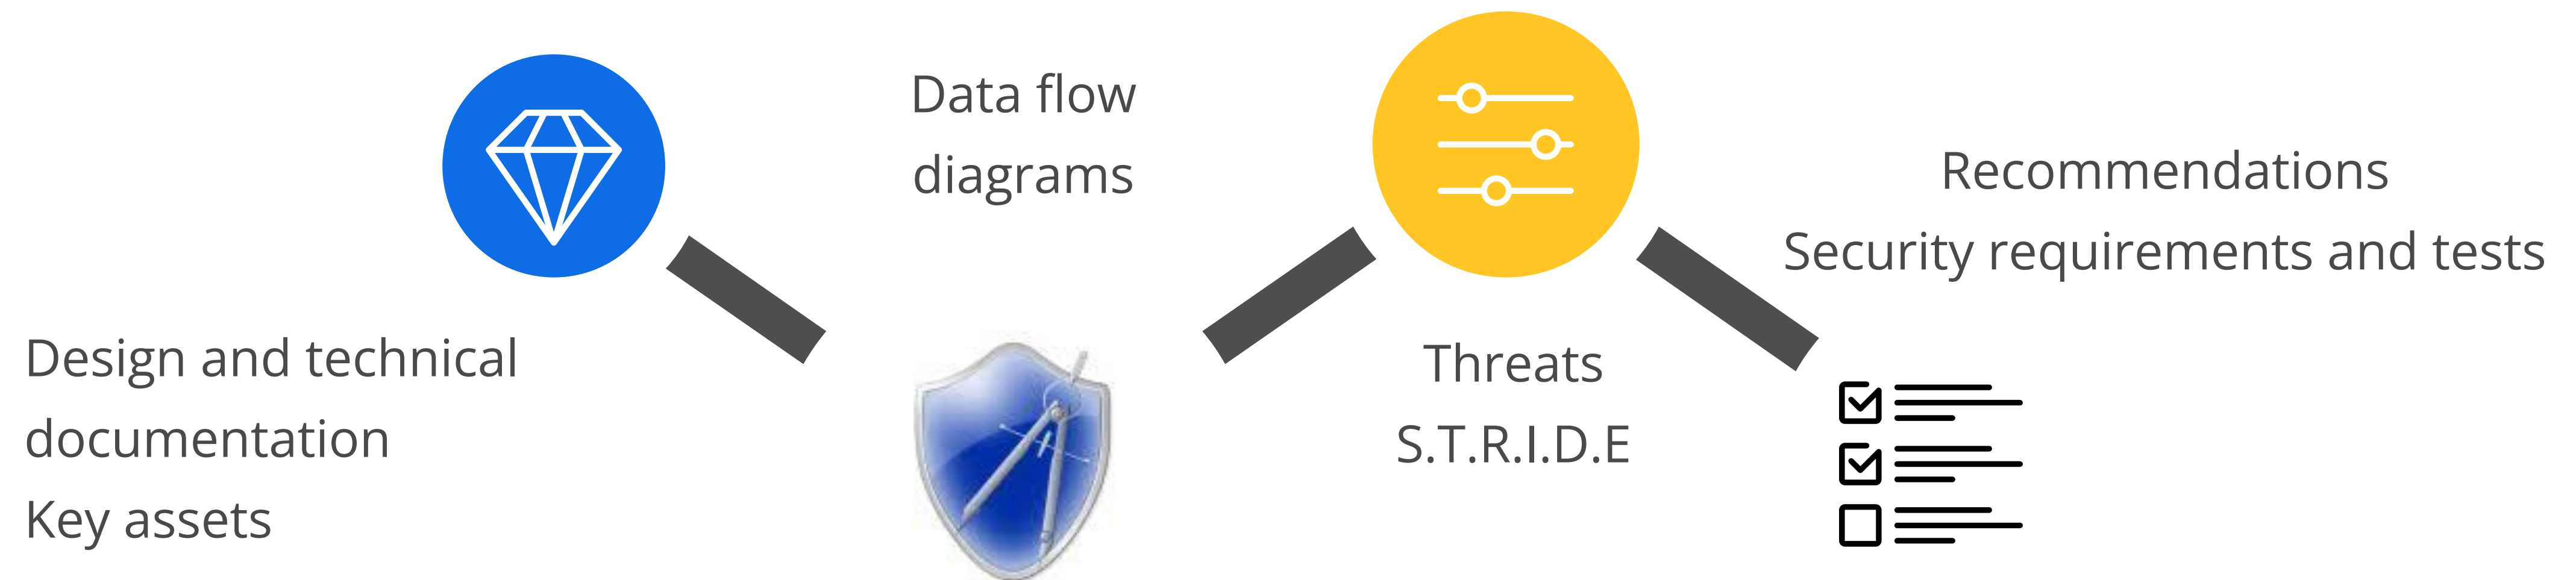 Design and technical
documentation
Key assets
Data flow
diagrams
Threats
S.T.R.I.D.E
Recommendations
Security requirements and tests